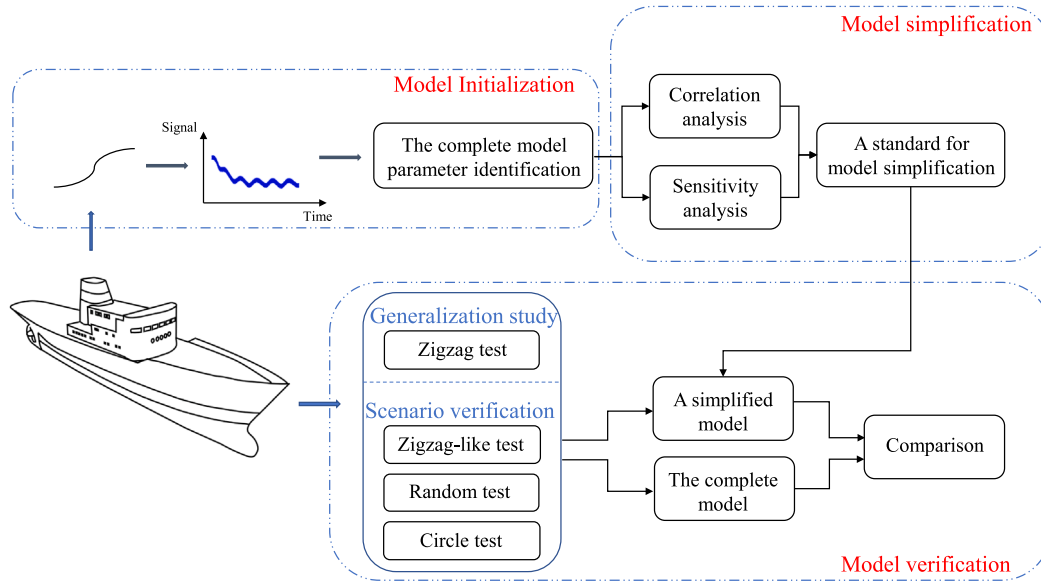 Model simplification
Model Initialization
Signal
Time
The complete model
parameter identification
Correlation
analysis
Sensitivity
analysis
A standard for
model simplification
Generalization study
Zigzag test
Scenario verification
Zigzag-like test
Random test
Circle test
A simplified
model
The complete
model
Comparison
Model verification